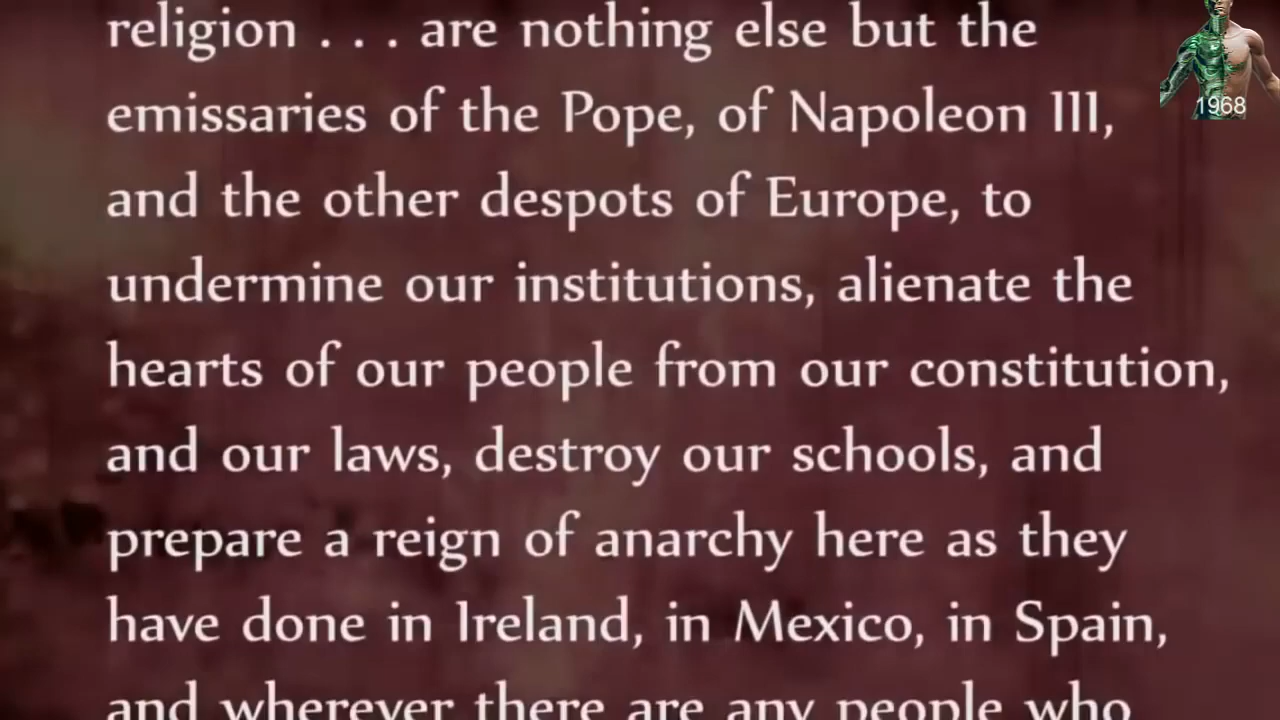 religion . . . are nothing else but the
emissaries of the Pope, of Napoleon III,
and the other despots of Europe, to
undermine our institutions, alienate the
hearts of our people from our constitution,
and our laws, destroy our schools, and
prepare a reign of anarchy here as they
have done in Ireland, in Mexico, in Spain,
and wherever there are any people who
1968